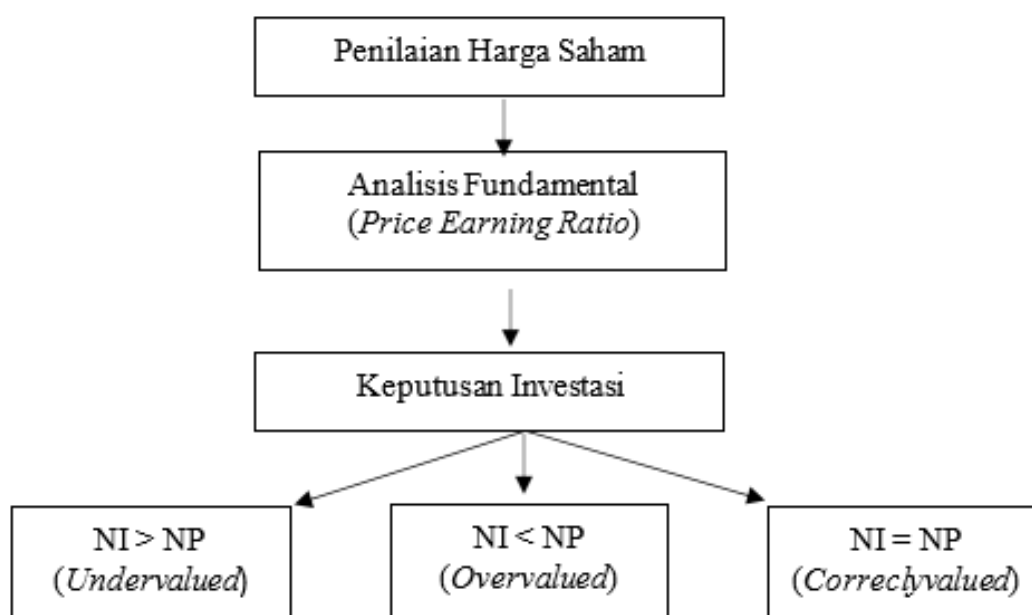 Penilaian Harga Saham
Analisis Fundamental
(Price Earning Ratio)
Keputusan Investasi
NI > NP
(Undervalued)
NI < NP
(Overvalued)
NI = NP
(Correclyvalued)